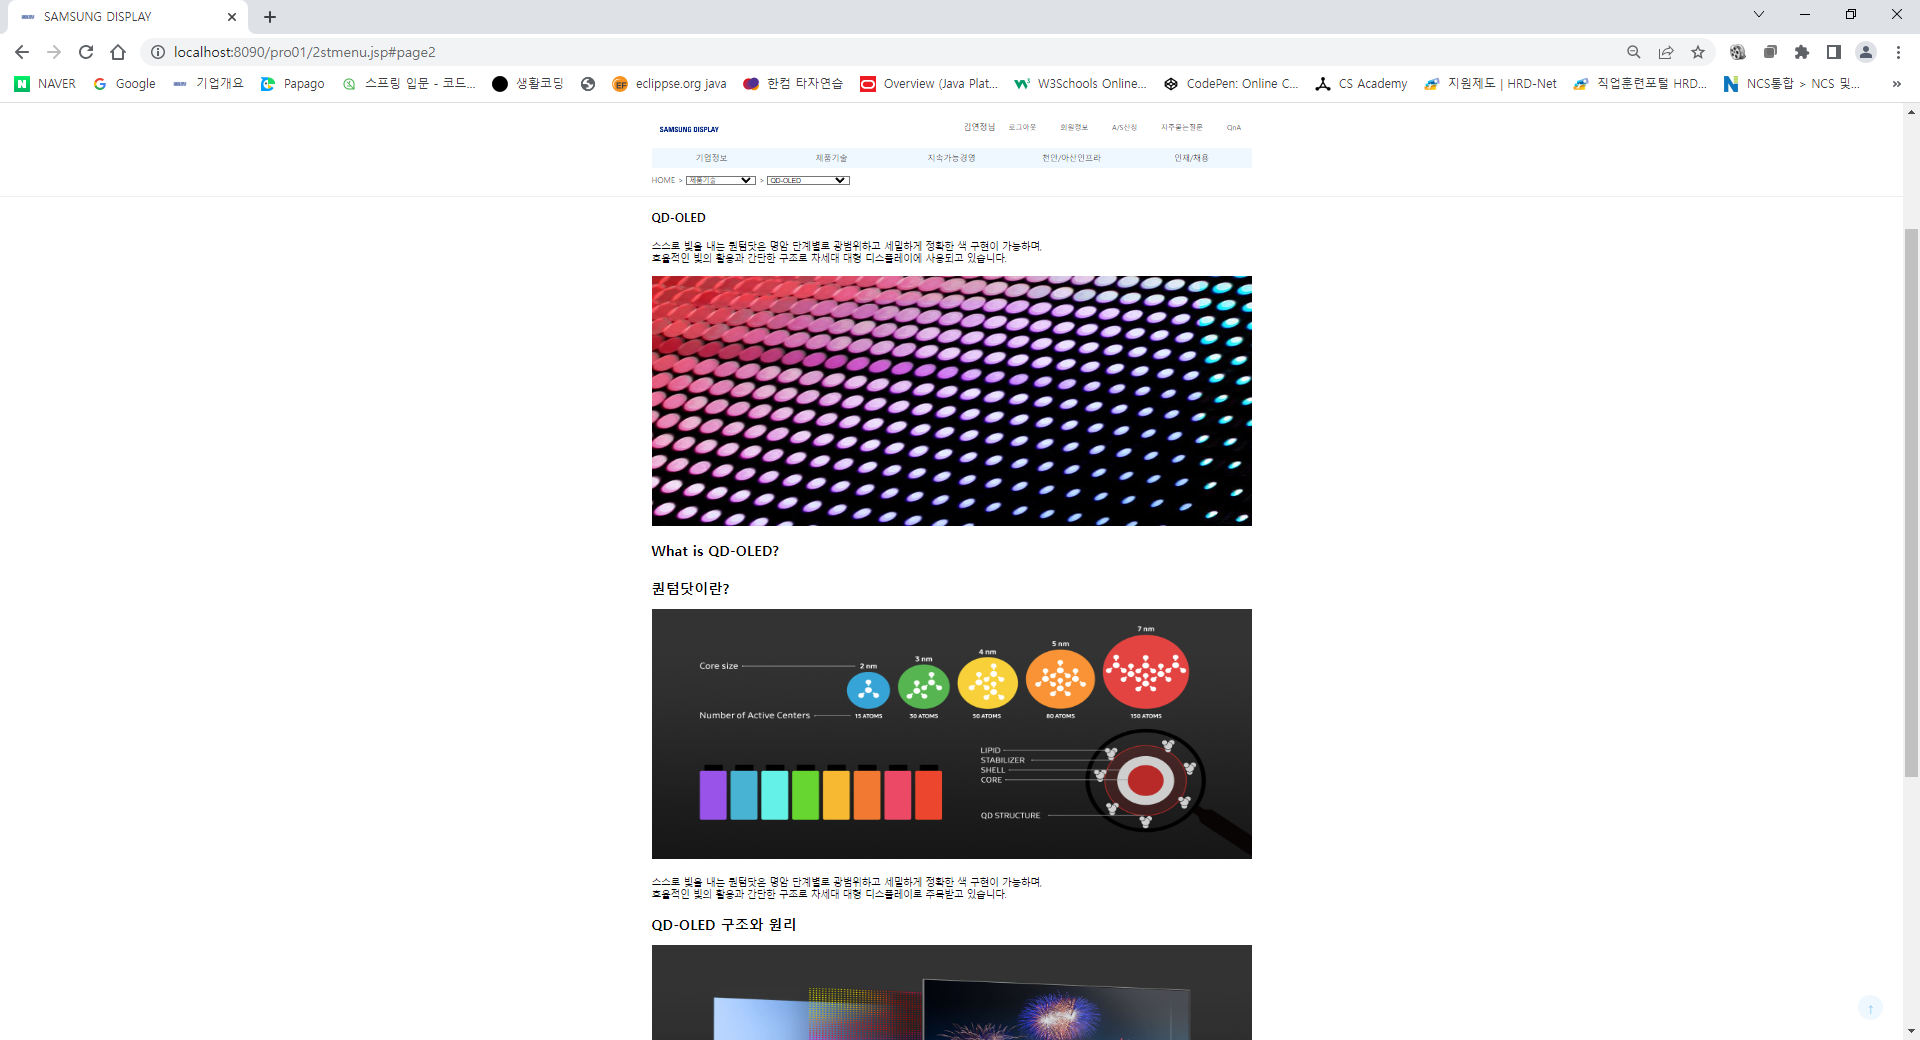 SAMSUNG DISPLAY
localhost:8090/pro01/2stmenu.jsp#page2
NAVER Google 기업개요 Papago 스프링 입문 - 코드... 생활코딩 eclippse.org java 한컴 타자연습 Overview (Java Plat... W3Schools Online... CodePen: Online C... CS Academy 지원제도 | HRD-Net 직업훈련포털 HRD... NCS통합 > NCS 및... »
SAMSUNG DISPLAY 김연정님 로그아웃 회원정보 A/S신청 자주묻는질문 QnA
기업정보 제품기술 지속가능경영 천안/아산인프라 인재/채용
HOME > 제품기술 > QD-OLED
QD-OLED
스스로 빛을 내는 퀀텀닷은 명암 단계별로 광범위하고 세밀하게 정확한 색 구현이 가능하며,
효율적인 빛의 활용과 간단한 구조로 차세대 대형 디스플레이에 사용되고 있습니다.
What is QD-OLED?
퀀텀닷이란?
7 nm
5 nm
4 nm
3 nm
Core size 2 nm
Number of Active Centers 15 ATOMS 30 ATOMS 50 ATOMS 80 ATOMS 150 ATOMS
LIPID
STABILIZER
SHELL
CORE
QD STRUCTURE
스스로 빛을 내는 퀀텀닷은 명암 단계별로 광범위하고 세밀하게 정확한 색 구현이 가능하며,
효율적인 빛의 활용과 간단한 구조로 차세대 대형 디스플레이로 주목받고 있습니다.
QD-OLED 구조와 원리
↑